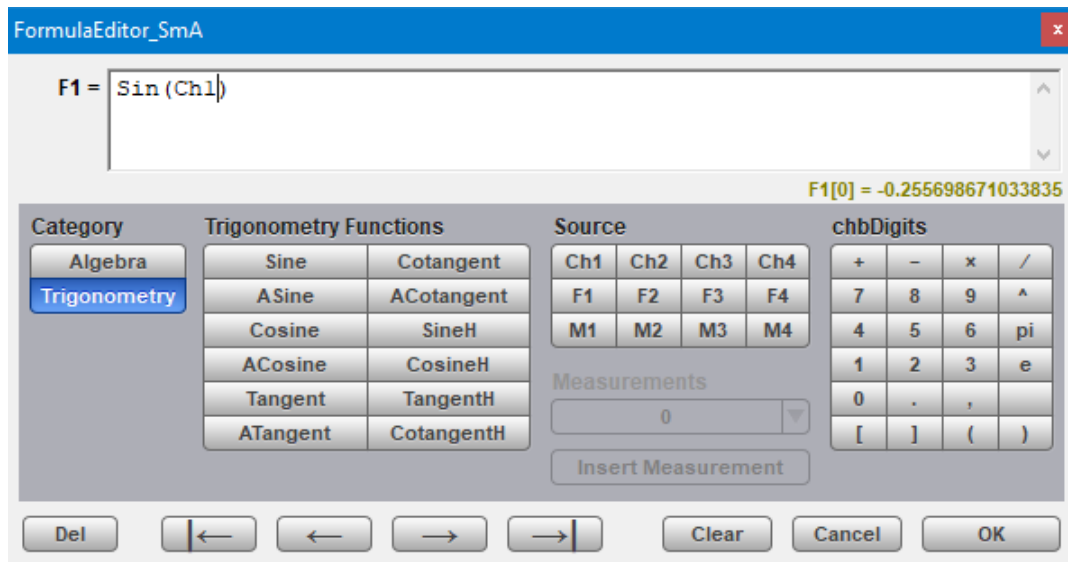 FormulaEditor_SmA
x
F1 = Sin(Ch1)
F1[0] = -0.255698671033835
Category
Algebra
Trigonometry
Trigonometry Functions
Sine Cotangent
ASine ACotangent
Cosine SineH
ACosine CosineH
Tangent TangentH
ATangent CotangentH
Source
Ch1 Ch2 Ch3 Ch4
F1 F2 F3 F4
M1 M2 M3 M4
Measurements
0
Insert Measurement
chbDigits
+ - × /
7 8 9 ^
4 5 6 pi
1 2 3 e
0 . ,
[ ] ( )
Del |← ← → →| Clear Cancel OK